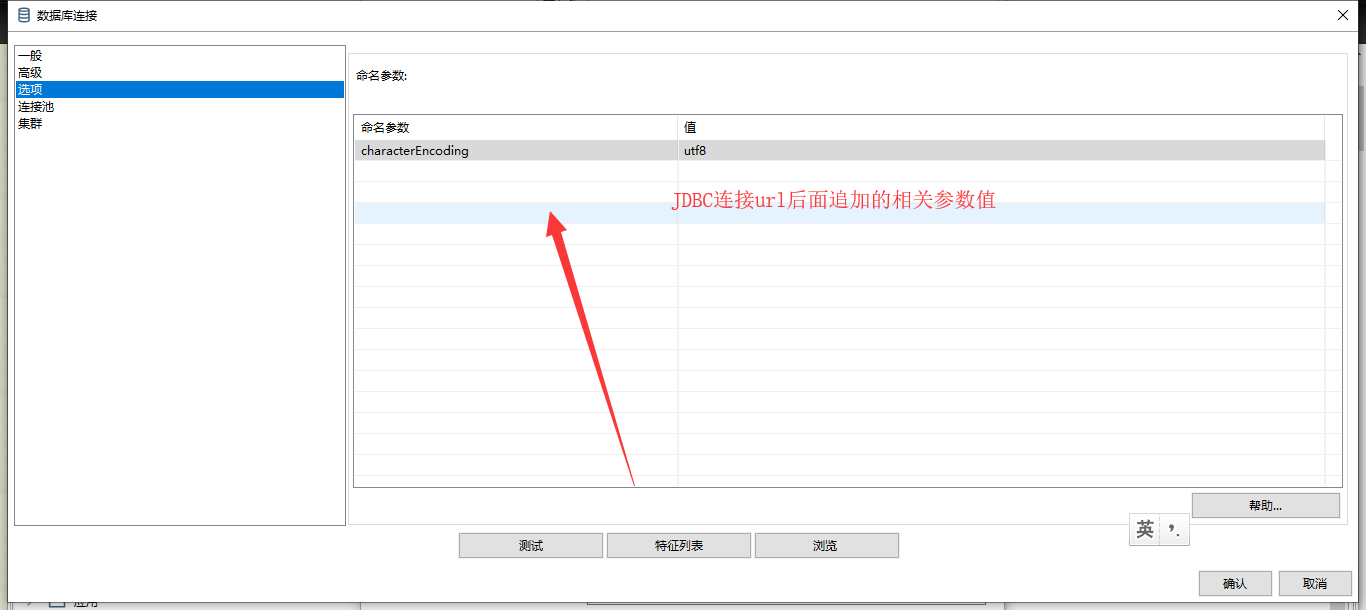 数据库连接
一般
高级
选项
连接池
集群
命名参数:
命名参数 值
characterEncoding utf8
JDBC连接url后面追加的相关参数值
帮助...
英 ,.
测试 特征列表 浏览
确认 取消
应用